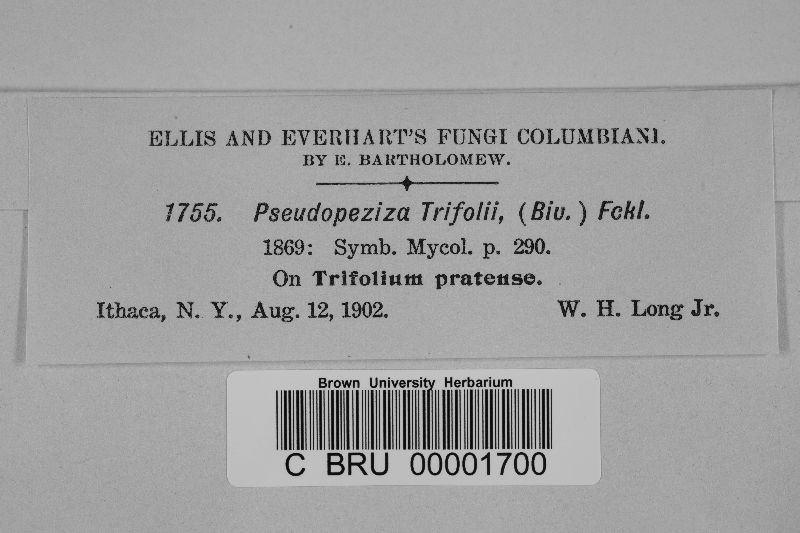 ELLIS AND EVERHART'S FUNGI COLUMBIANI.
BY E. BARTHOLOMEW.
1755. Pseudopeziza Trifolii, (Biv.) Fckl.
1869: Symb. Mycol. p. 290.
On Trifolium pratense.
Ithaca, N. Y., Aug. 12, 1902. W. H. Long Jr.
Brown University Herbarium
C BRU 00001700